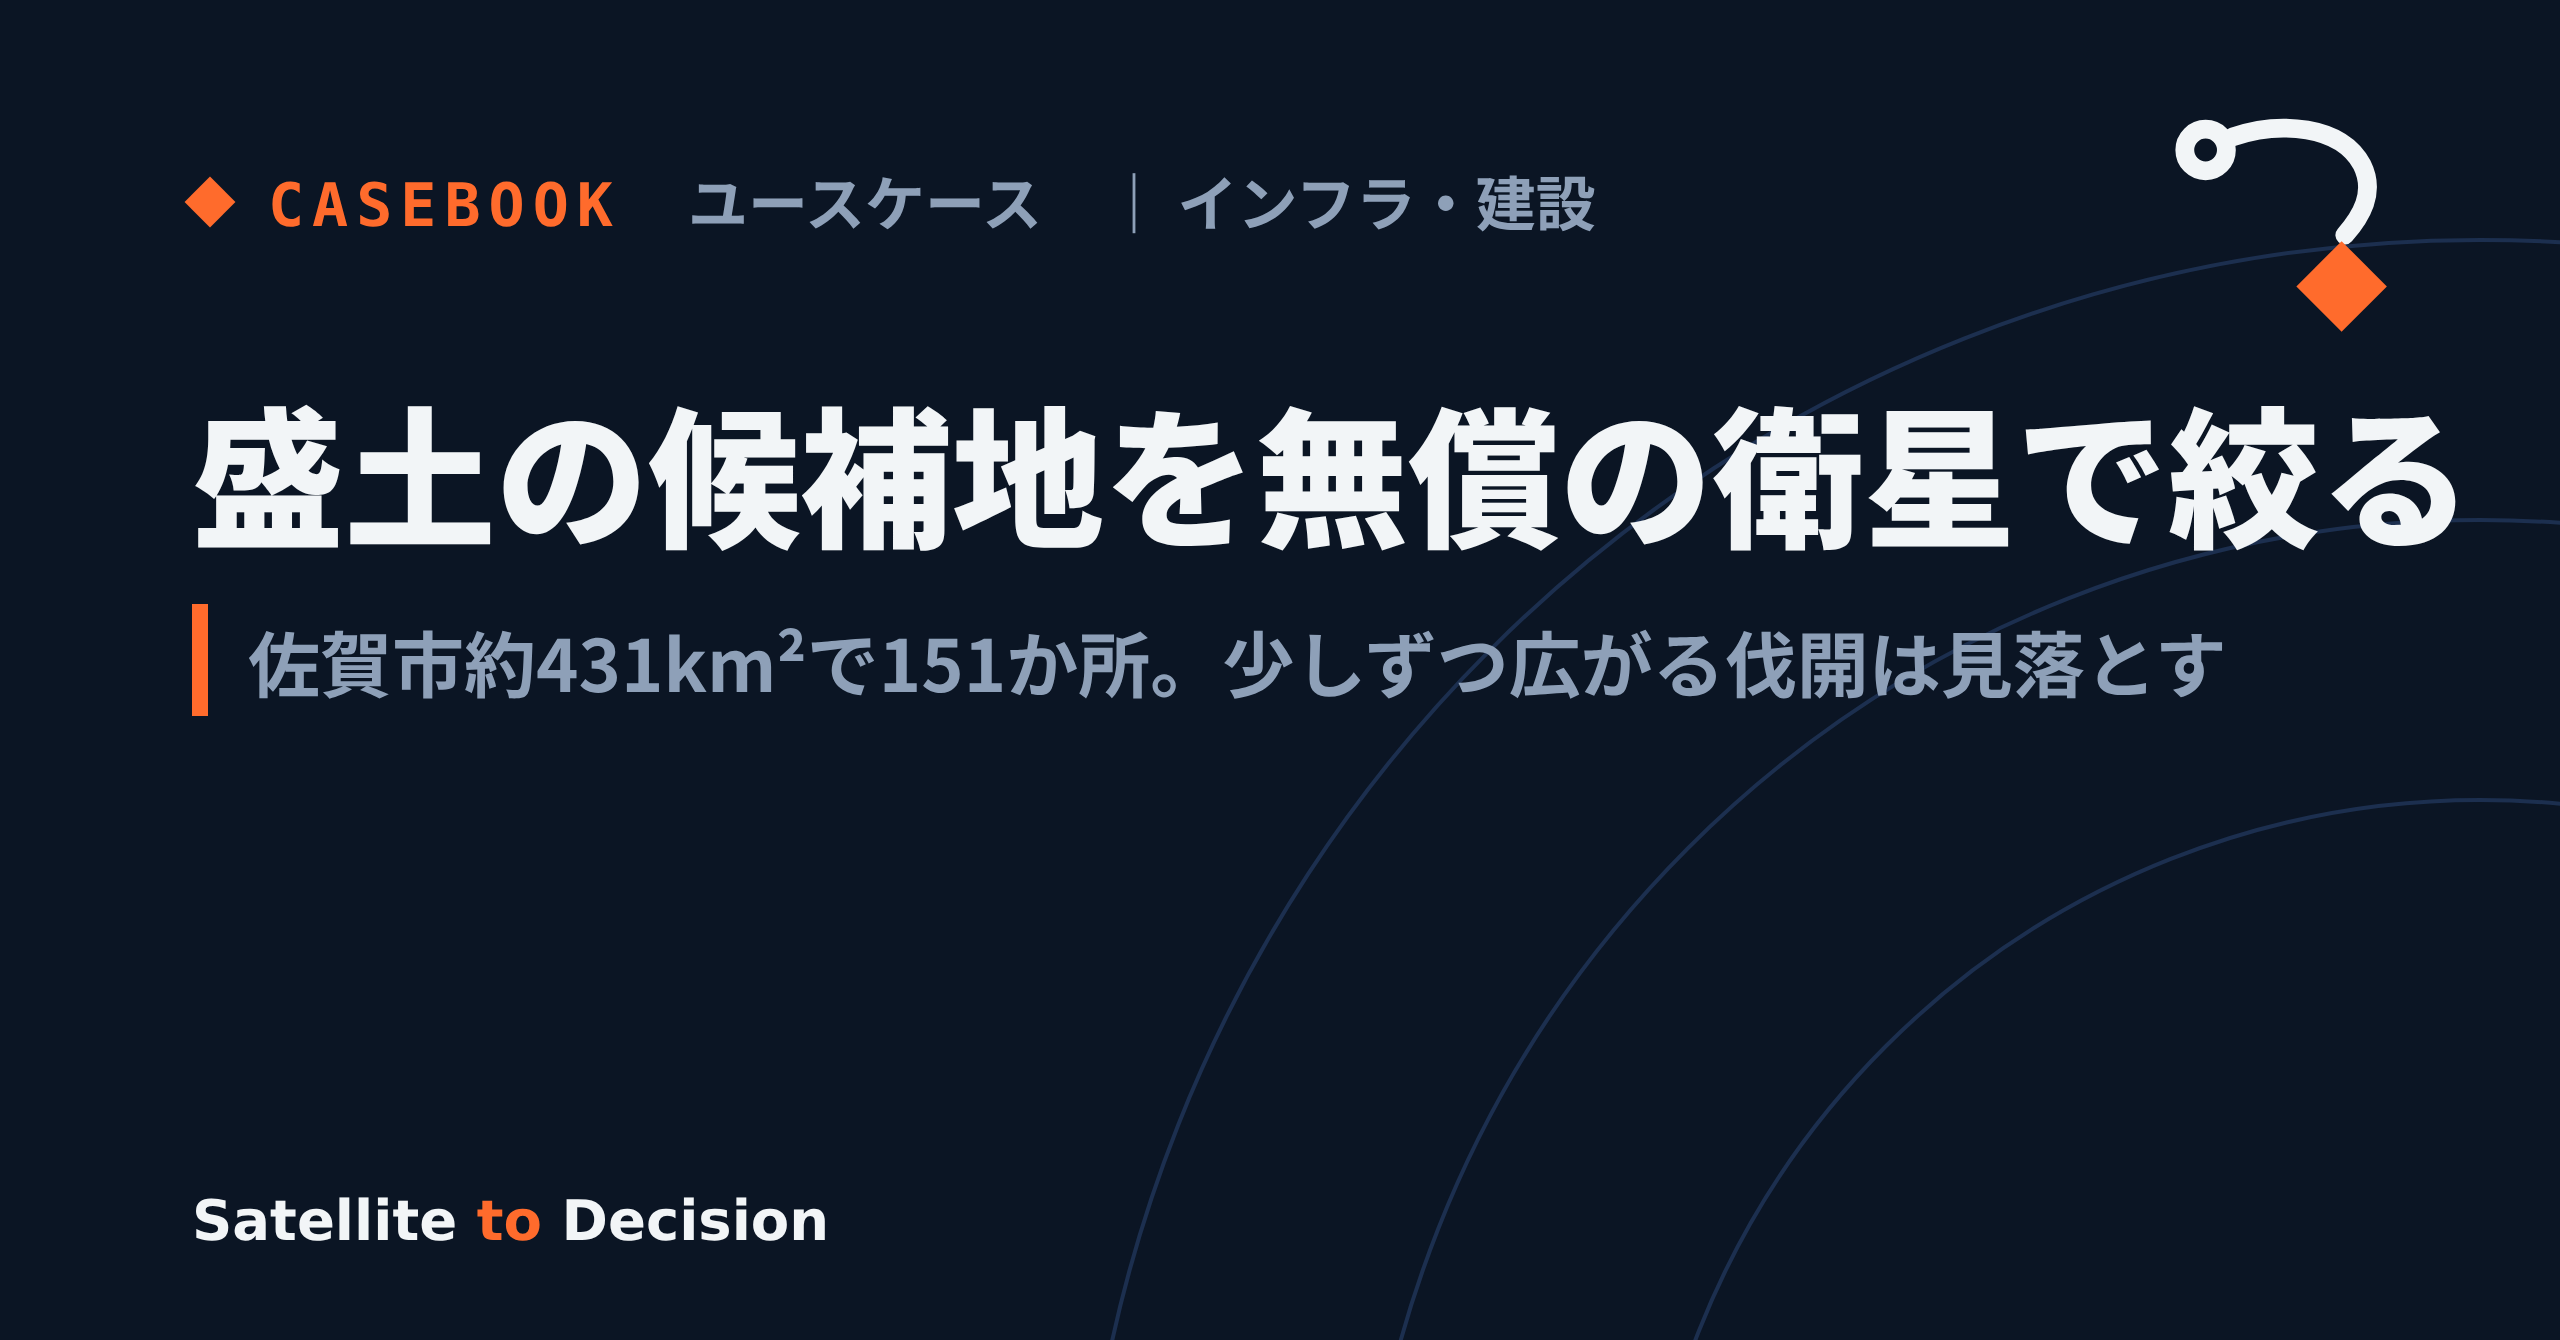 CASEBOOK ユースケース | インフラ・建設
盛土の候補地を無償の衛星で絞る
佐賀市約431km²で151か所。少しずつ広がる伐開は見落とす
Satellite to Decision